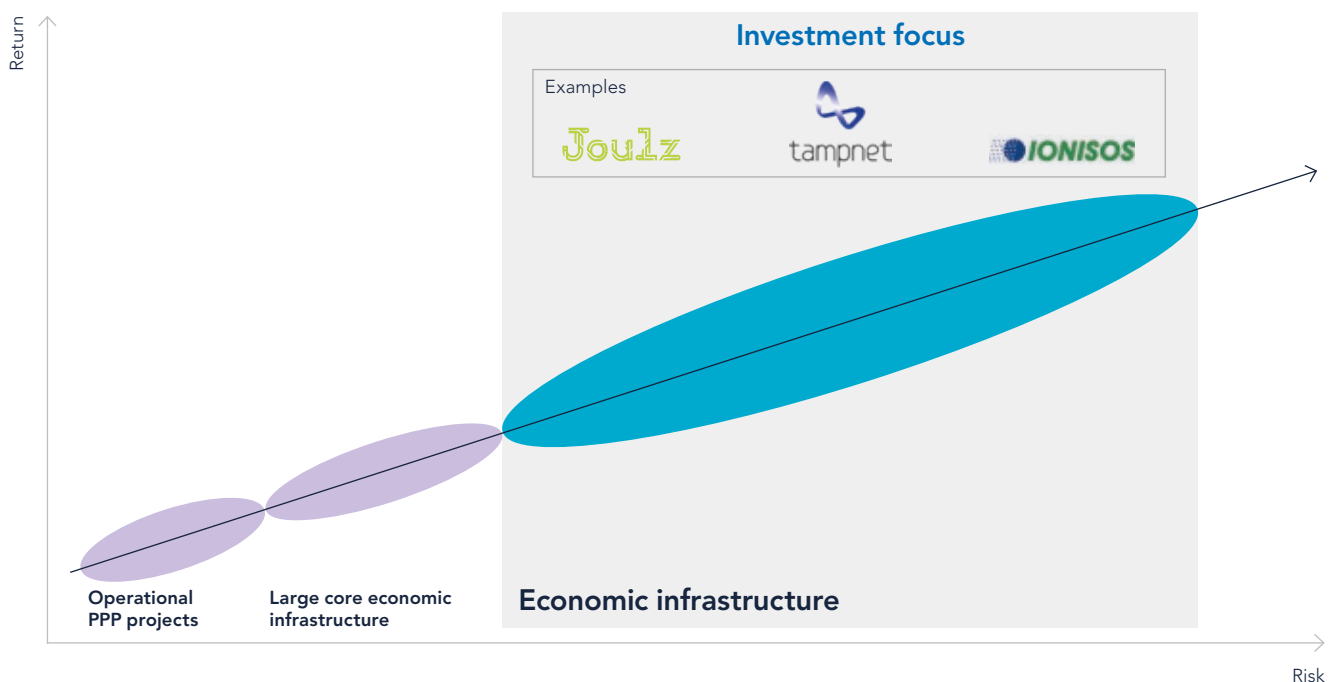 Return
Investment focus
Examples
Joulz
tampnet
IONISOS
Operational
PPP projects
Large core economic
infrastructure
Economic infrastructure
Risk